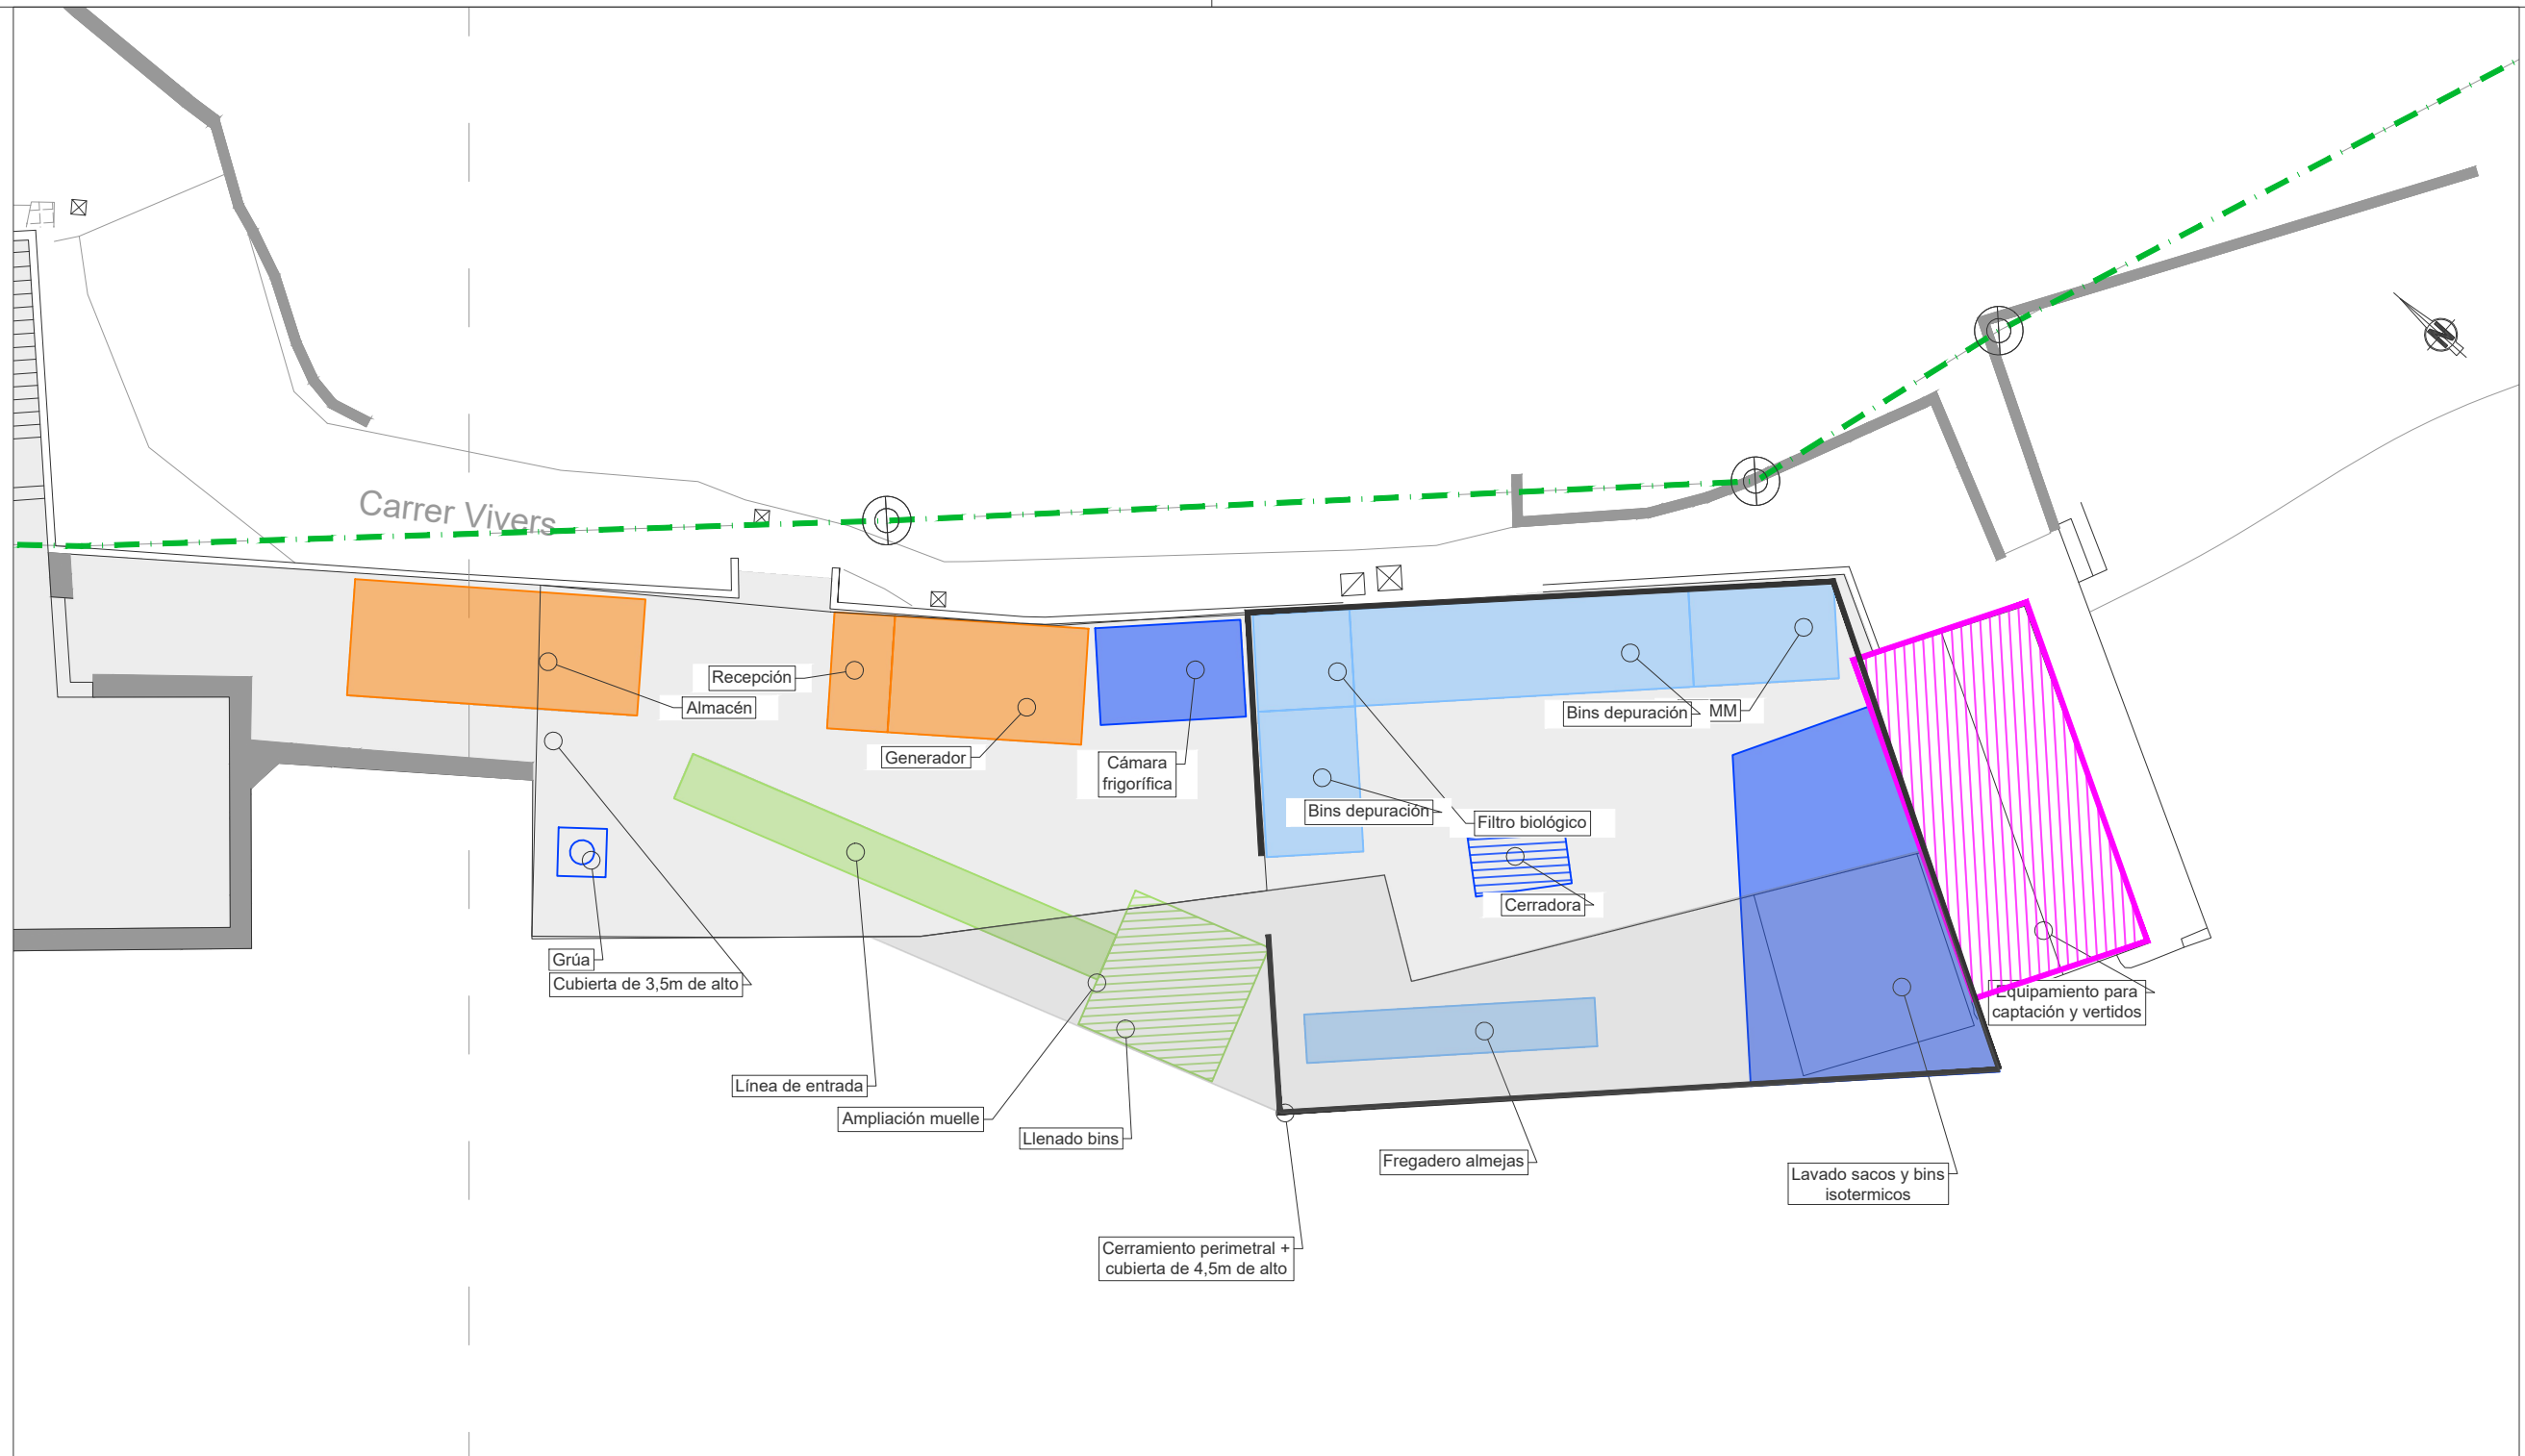 N
Carrer Vivers
Recepción
Almacén
Bins depuración
MM
Generador
Cámara
frigorífica
Bins depuración
Filtro biológico
Cerradora
Grúa
Cubierta de 3,5m de alto
Equipamiento para
captación y vertidos
Línea de entrada
Ampliación muelle
Llenado bins
Fregadero almejas
Lavado sacos y bins
isotermicos
Cerramiento perimetral +
cubierta de 4,5m de alto